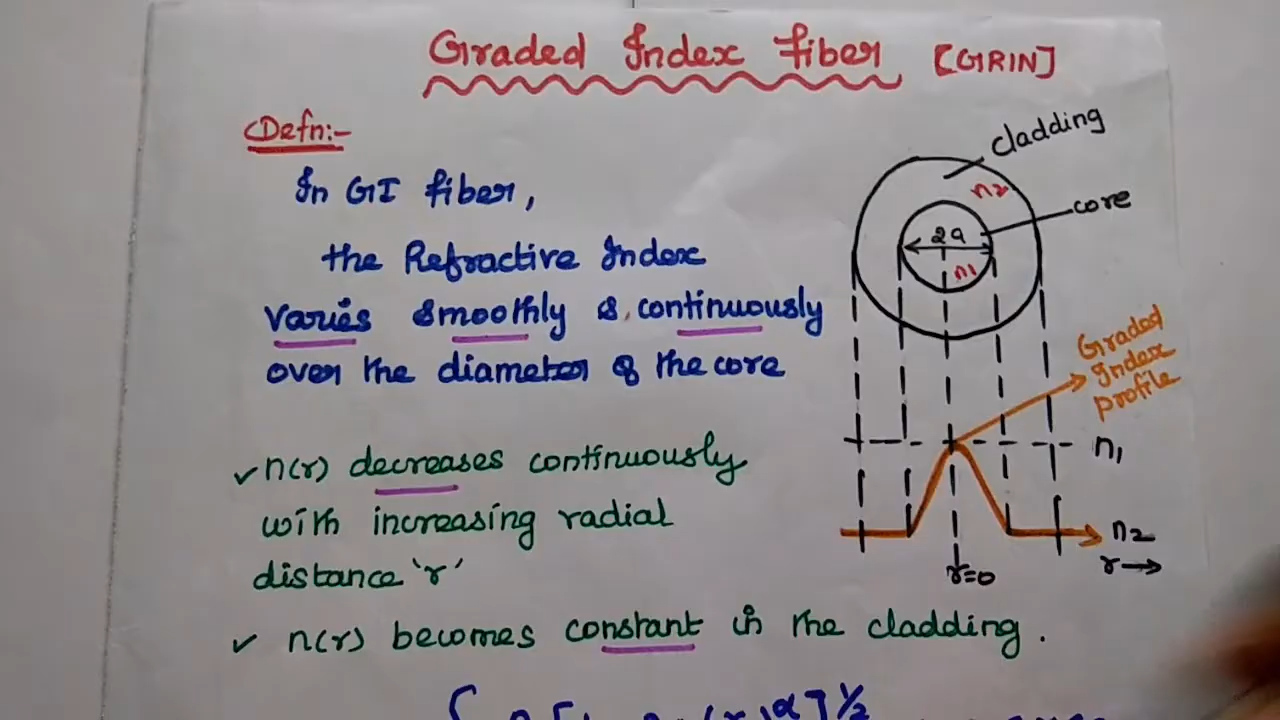 Graded Index Fiber [GRIN]
Defn:-
In GI fiber,
the Refractive Index
varies smoothly & continuously
over the diameter of the core
✓ n(r) decreases continuously
with increasing radial
distance 'r'
✓ n(r) becomes constant in the cladding.
cladding
n2
core
2a
n1
Graded
Index
profile
n1
n2
r=0
r→